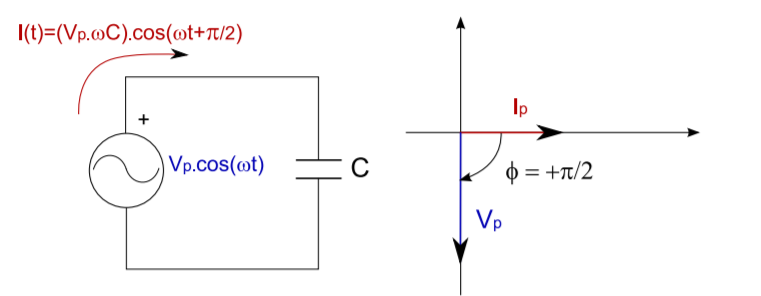 I(t)=(Vp.ωC).cos(ωt+π/2)
+
Vp.cos(ωt)
C
Ip
ϕ = +π/2
Vp